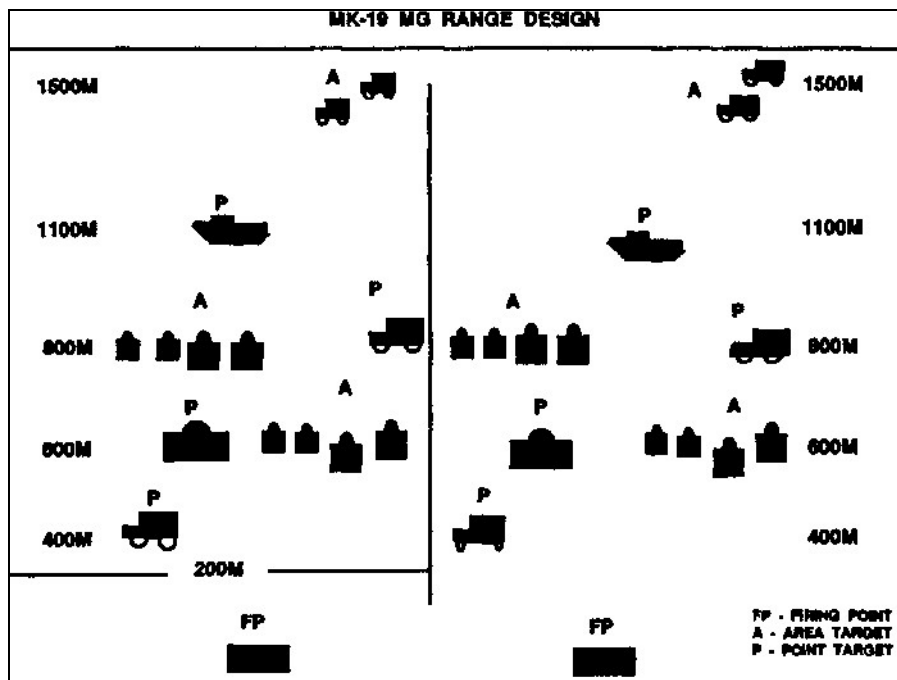 MK-19 MG RANGE DESIGN
1500M A A 1500M
1100M P P 1100M
A P A P
800M 800M
A A
P P
600M 600M
P P
400M 400M
200M
FP FP
FP - FIRING POINT
A - AREA TARGET
P - POINT TARGET